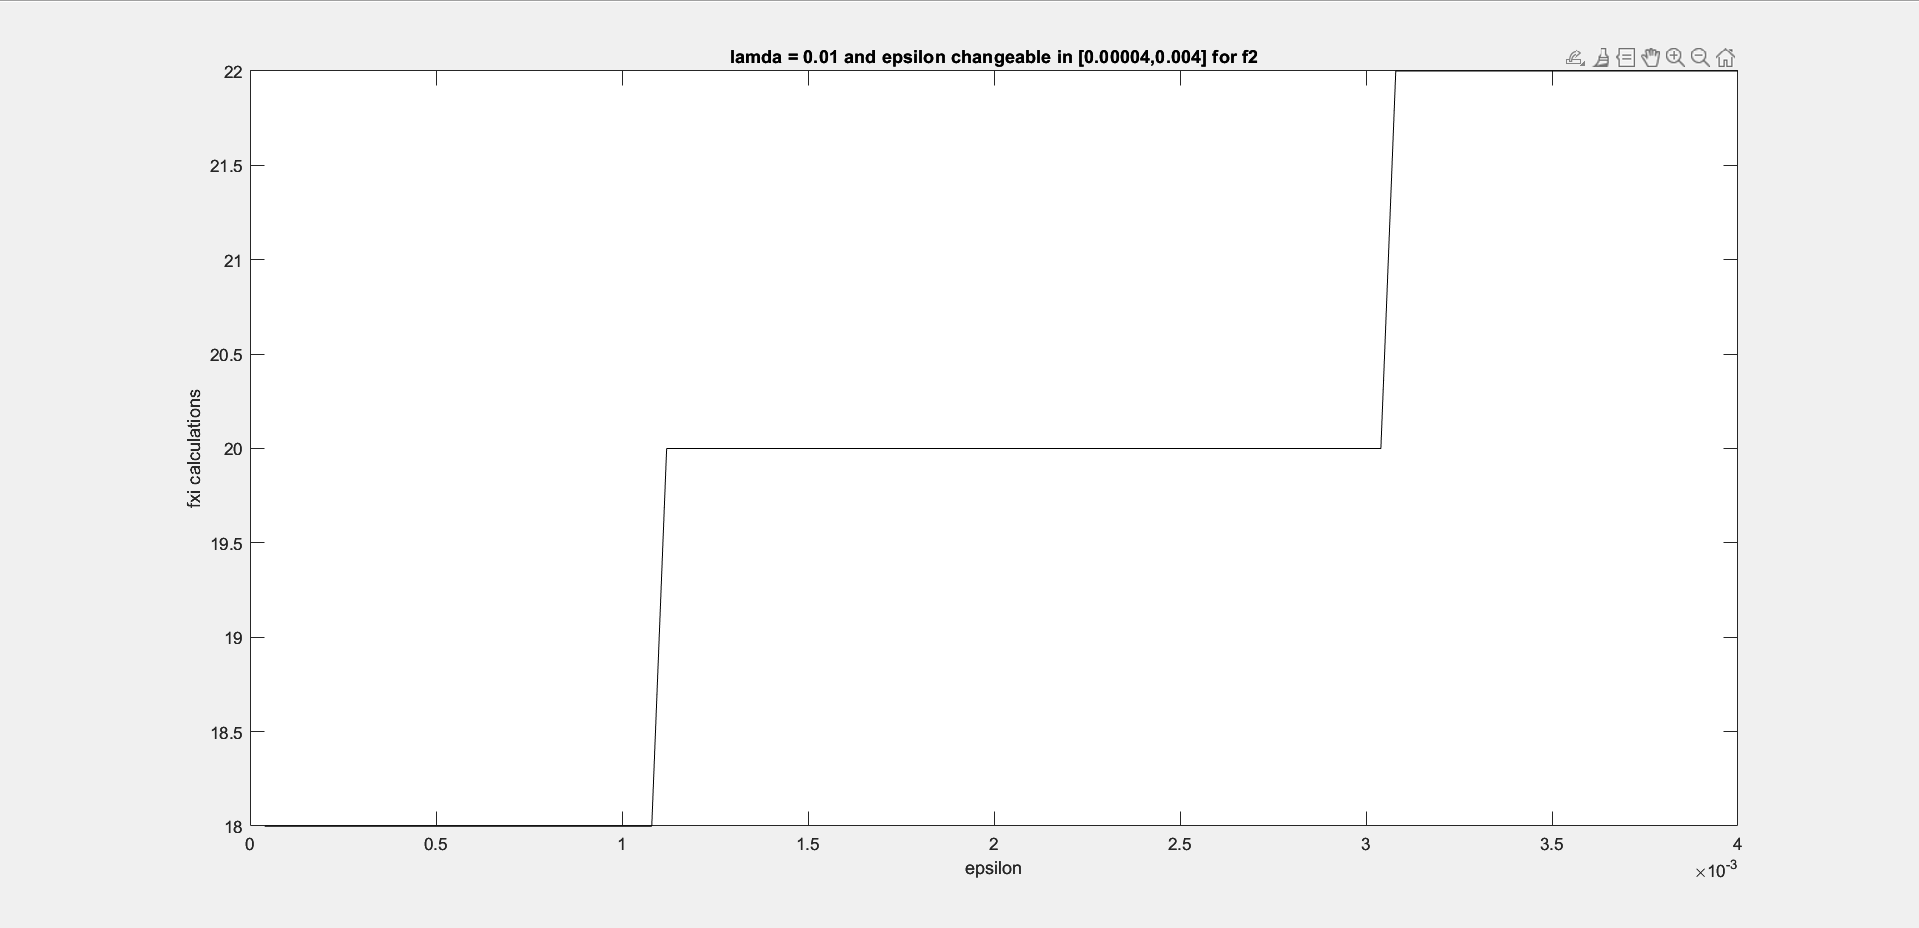 lamda = 0.01 and epsilon changeable in [0.00004,0.004] for f2
22
21.5
21
20.5
20
19.5
19
18.5
18
fxi calculations
0 0.5 1 1.5 2 2.5 3 3.5 4
epsilon
×10-3